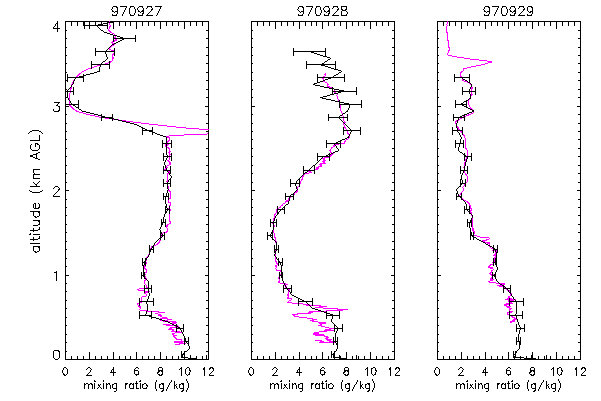 970927 970928 970929
4
3
2
1
0
altitude (km AGL)
0 2 4 6 8 10 12 0 2 4 6 8 10 12 0 2 4 6 8 10 12
mixing ratio (g/kg) mixing ratio (g/kg) mixing ratio (g/kg)